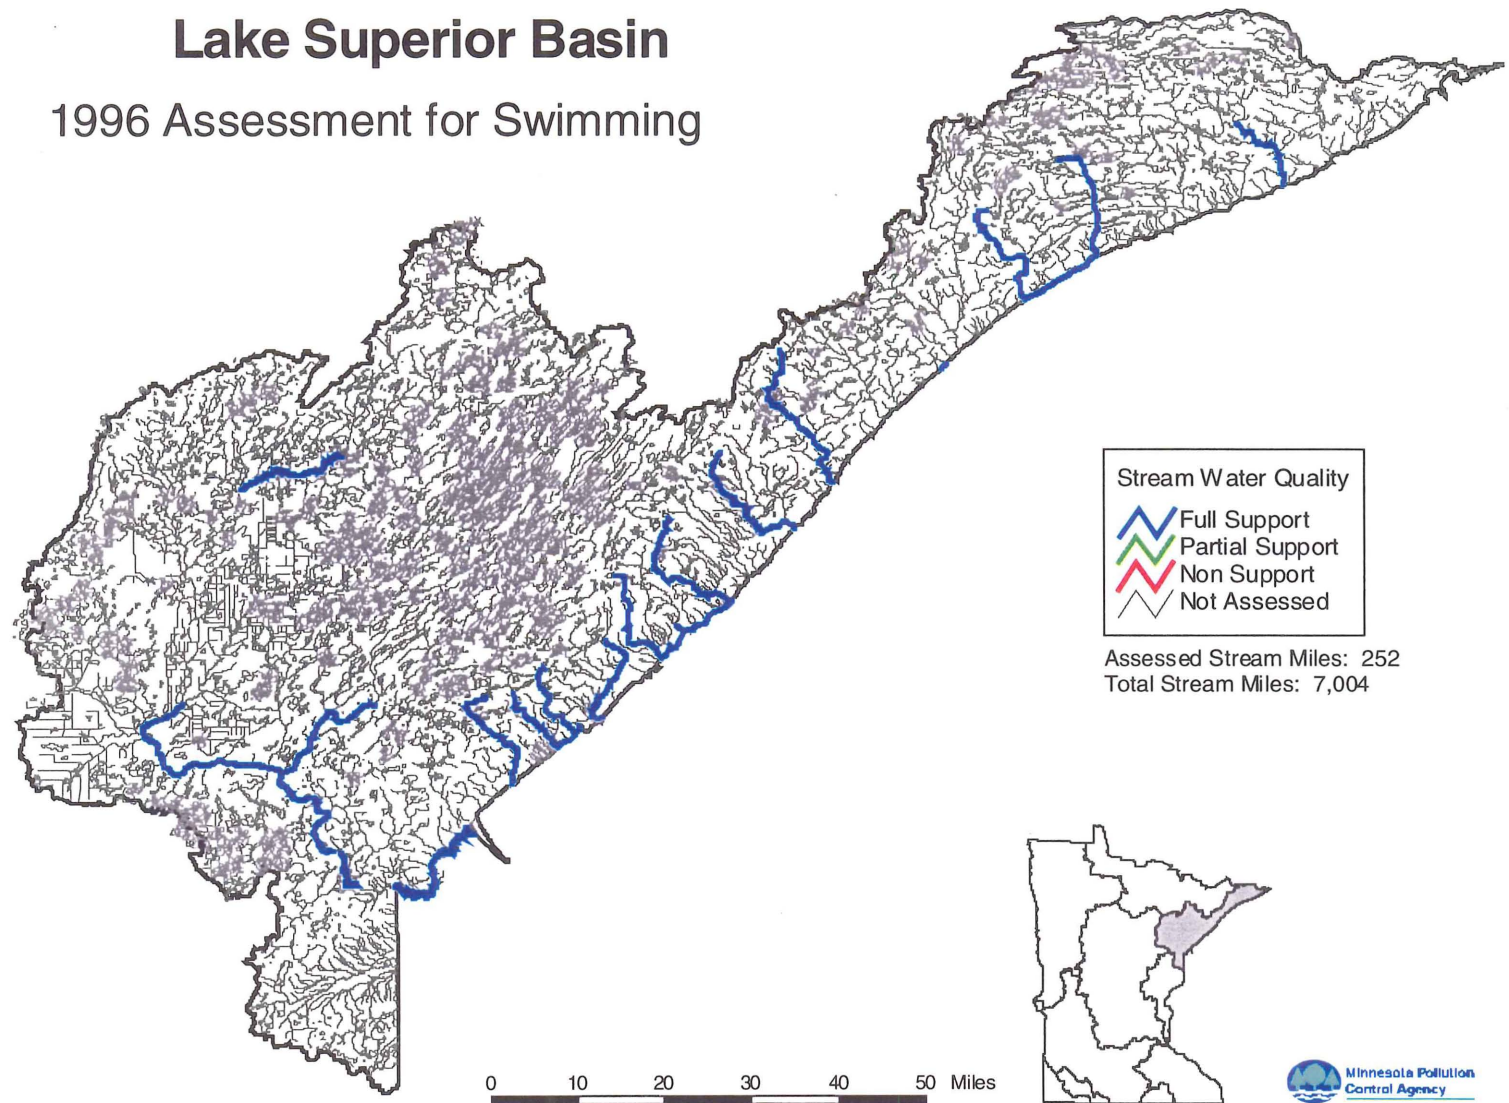 Lake Superior Basin
1996 Assessment for Swimming
Stream Water Quality
Full Support
Partial Support
Non Support
Not Assessed
Assessed Stream Miles: 252
Total Stream Miles: 7,004
0 10 20 30 40 50 Miles
Minnesota Pollution
Control Agency